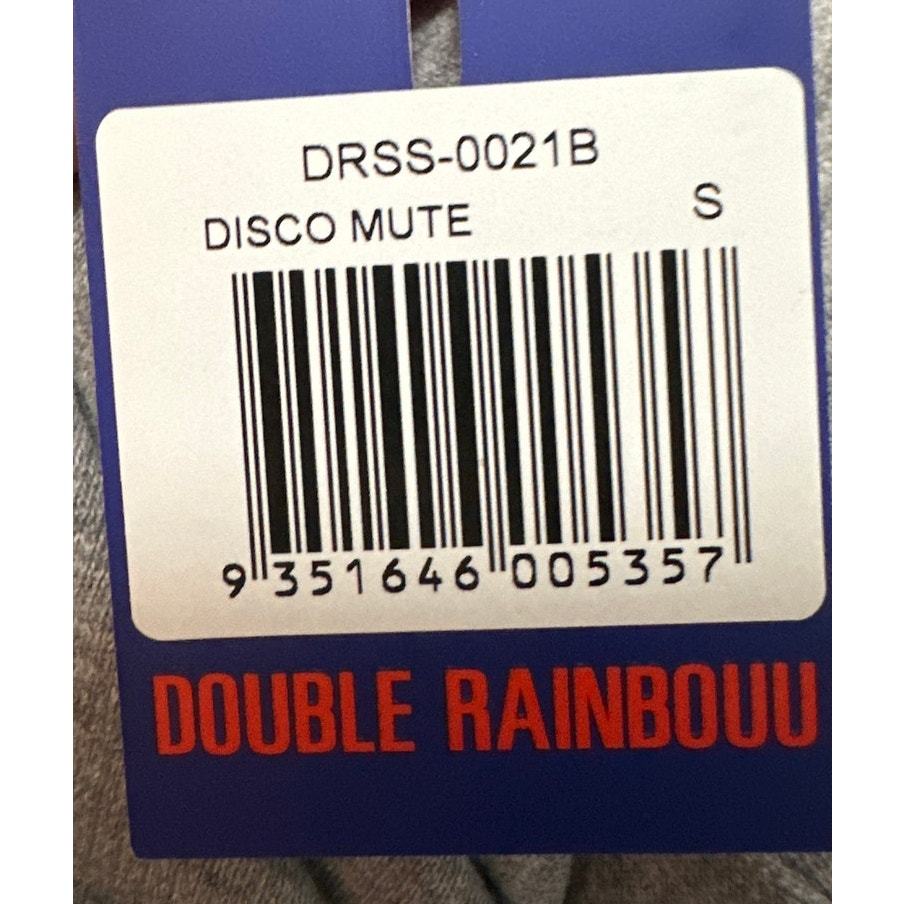 DRSS-0021B
DISCO MUTE S
9 351646 005357
DOUBLE RAINBOUU